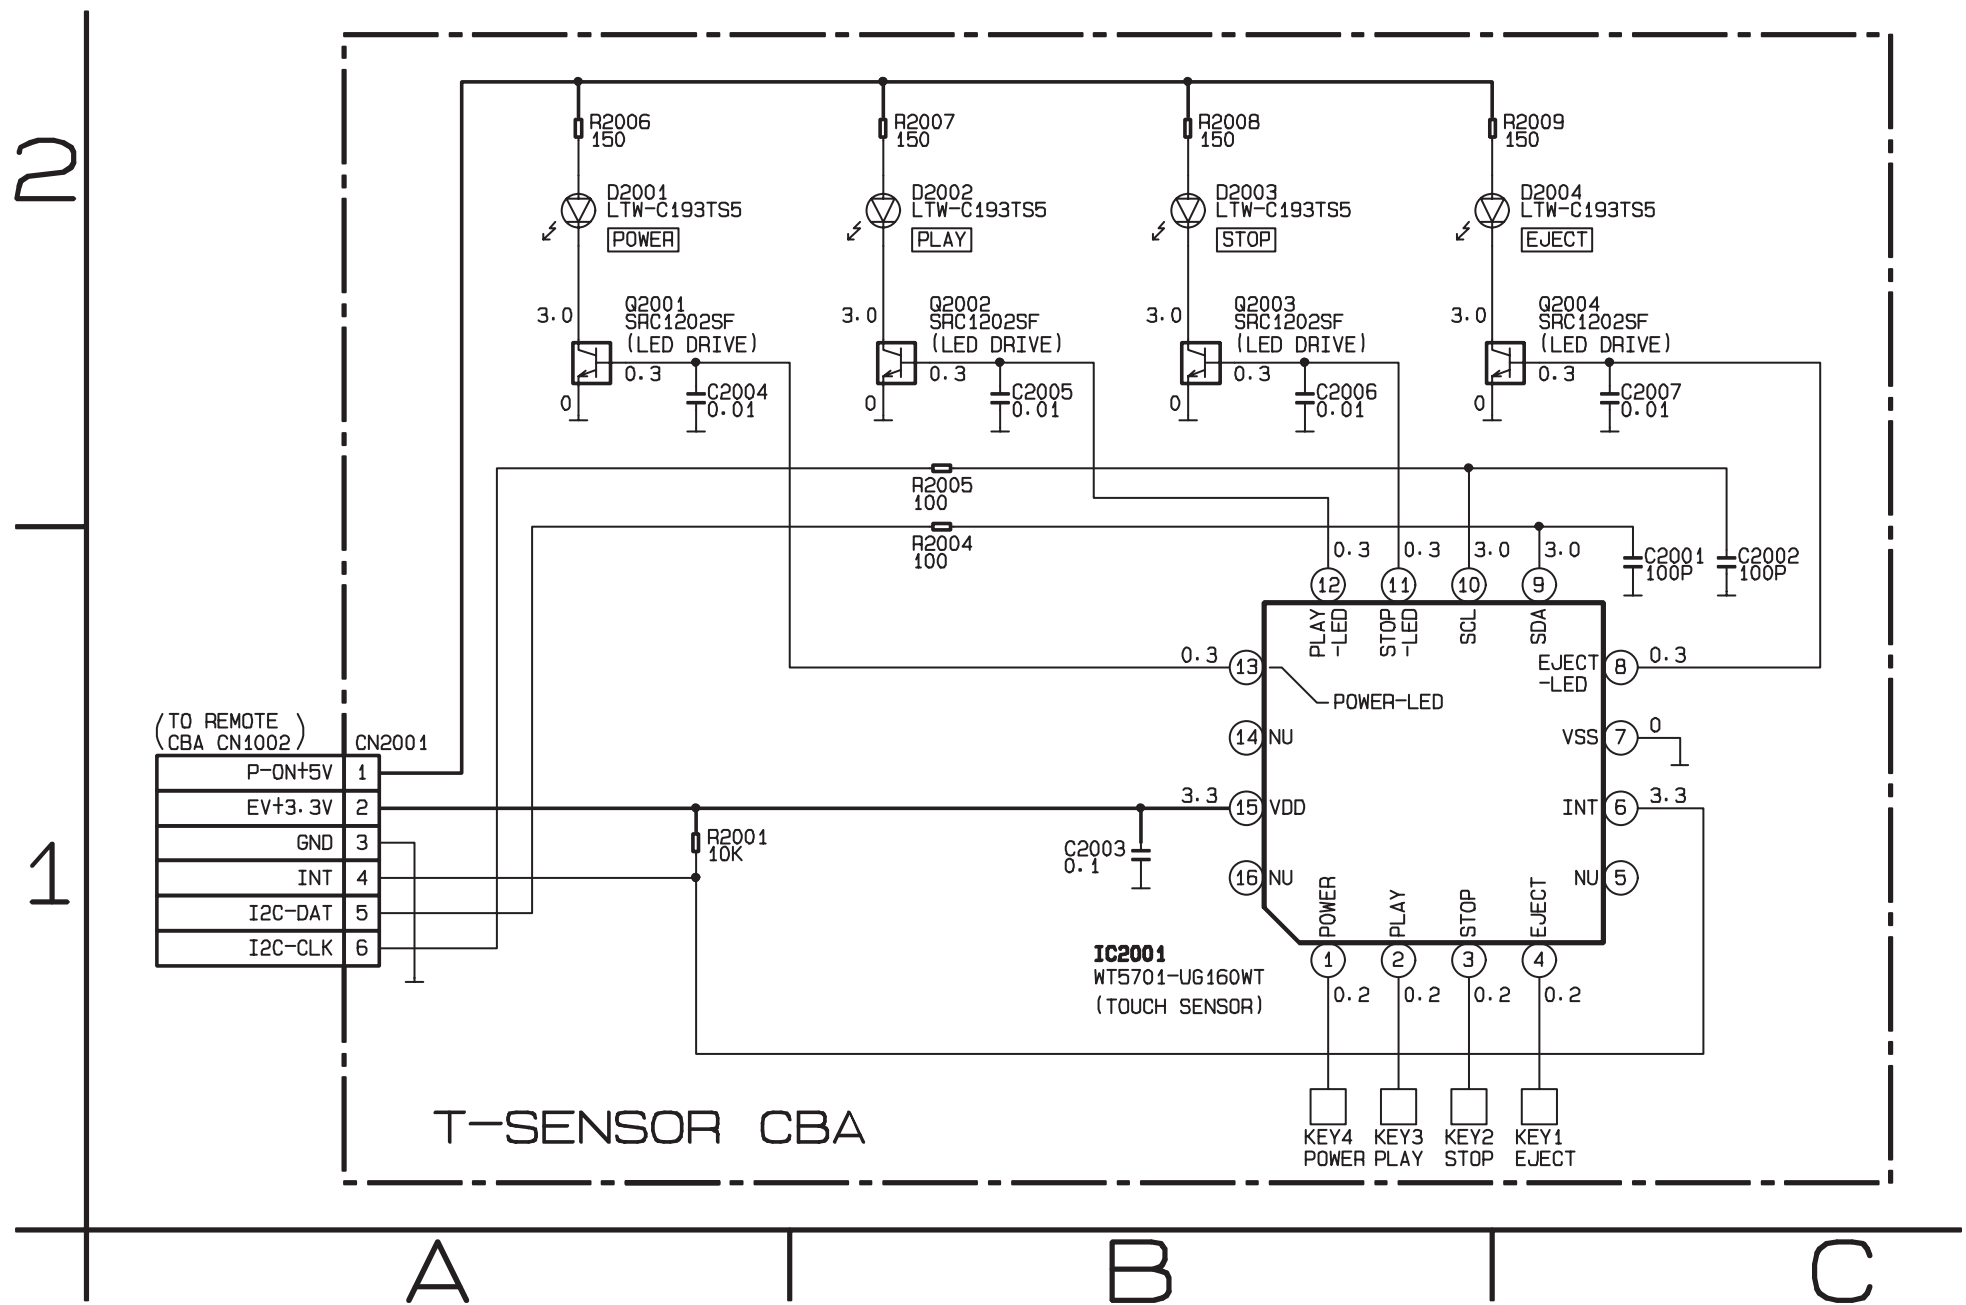 2
1
A
B
C
R2006
150
R2007
150
R2008
150
R2009
150
D2001
LTW-C193TS5
POWER
D2002
LTW-C193TS5
PLAY
D2003
LTW-C193TS5
STOP
D2004
LTW-C193TS5
EJECT
3.0
Q2001
SRC1202SF
(LED DRIVE)
0.3
0
C2004
0.01
3.0
Q2002
SRC1202SF
(LED DRIVE)
0.3
0
C2005
0.01
3.0
Q2003
SRC1202SF
(LED DRIVE)
0.3
0
C2006
0.01
3.0
Q2004
SRC1202SF
(LED DRIVE)
0.3
0
C2007
0.01
R2005
100
R2004
100
0.3
0.3
3.0
3.0
C2001
100P
C2002
100P
12
11
10
9
PLAY
-LED
STOP
-LED
SCL
SDA
0.3
13
POWER-LED
EJECT
-LED
8
0.3
14
NU
VSS
7
0
3.3
15
VDD
INT
6
3.3
16
NU
NU
5
POWER
PLAY
STOP
EJECT
1
2
3
4
0.2
0.2
0.2
0.2
IC2001
WT5701-UG160WT
(TOUCH SENSOR)
(TO REMOTE
CBA CN1002)
CN2001
P-ON+5V 1
EV+3.3V 2
GND 3
INT 4
I2C-DAT 5
I2C-CLK 6
R2001
10K
C2003
0.1
KEY4
POWER
KEY3
PLAY
KEY2
STOP
KEY1
EJECT
T-SENSOR CBA